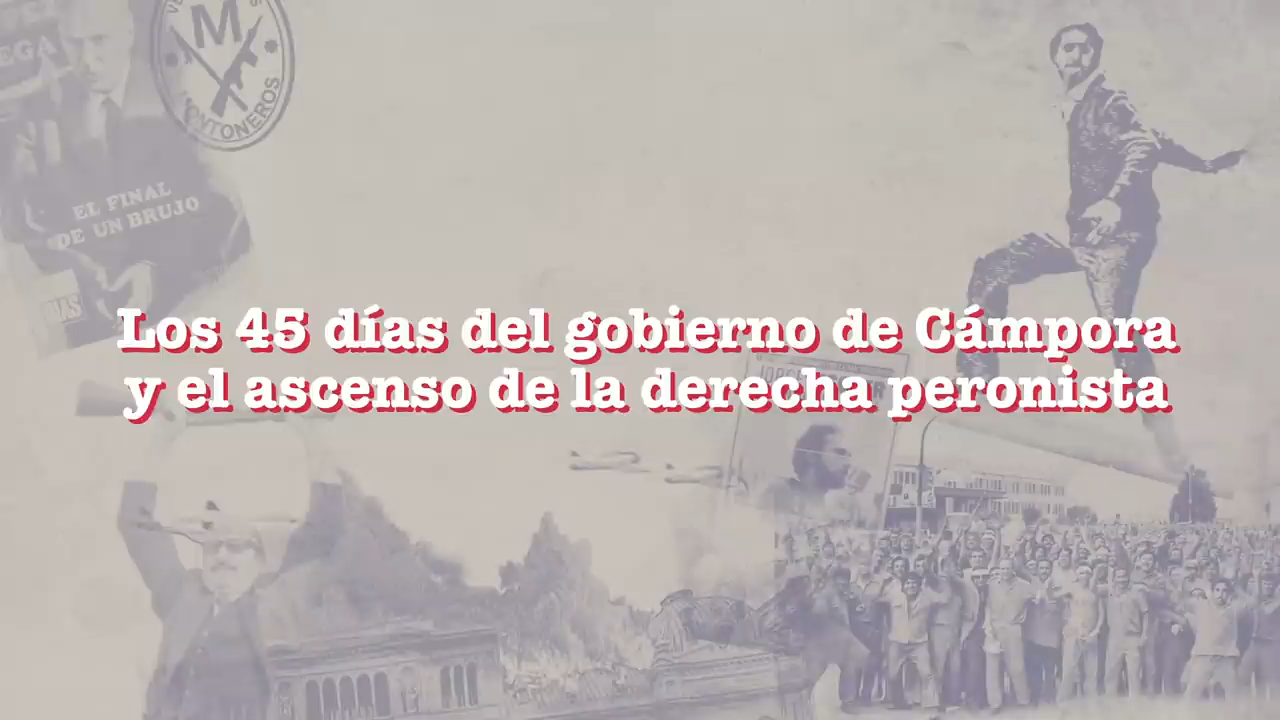 EGA
M
MONTONEROS
EL FINAL
DE UN BRUJO
Los 45 días del gobierno de Cámpora
y el ascenso de la derecha peronista